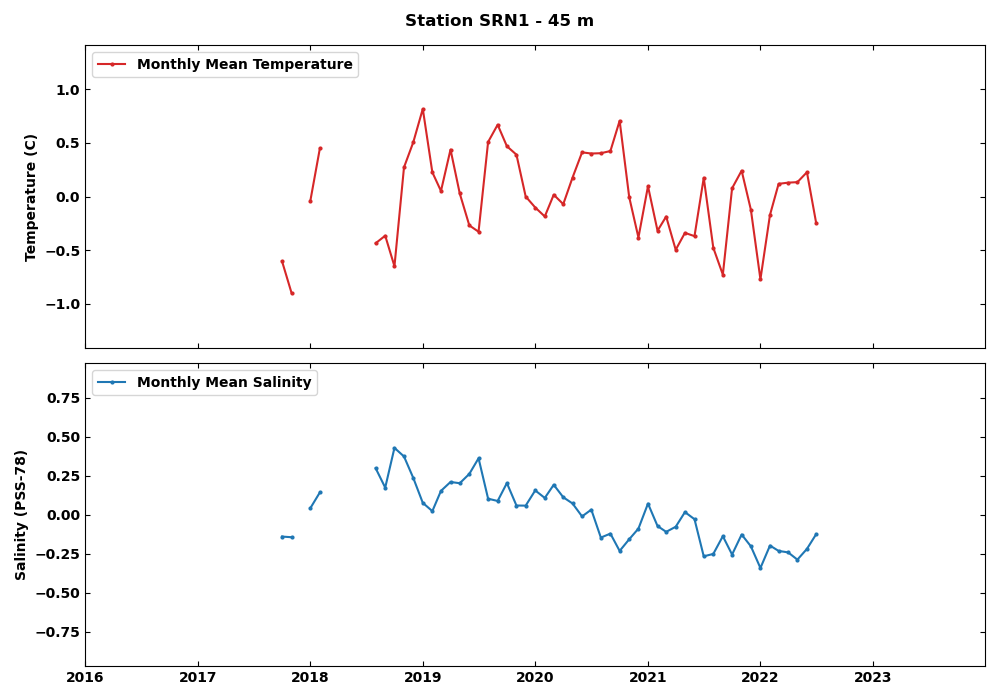 Station SRN1 - 45 m
Monthly Mean Temperature
Temperature (C)
1.0
0.5
0.0
−0.5
−1.0
Monthly Mean Salinity
Salinity (PSS-78)
0.75
0.50
0.25
0.00
−0.25
−0.50
−0.75
2016 2017 2018 2019 2020 2021 2022 2023